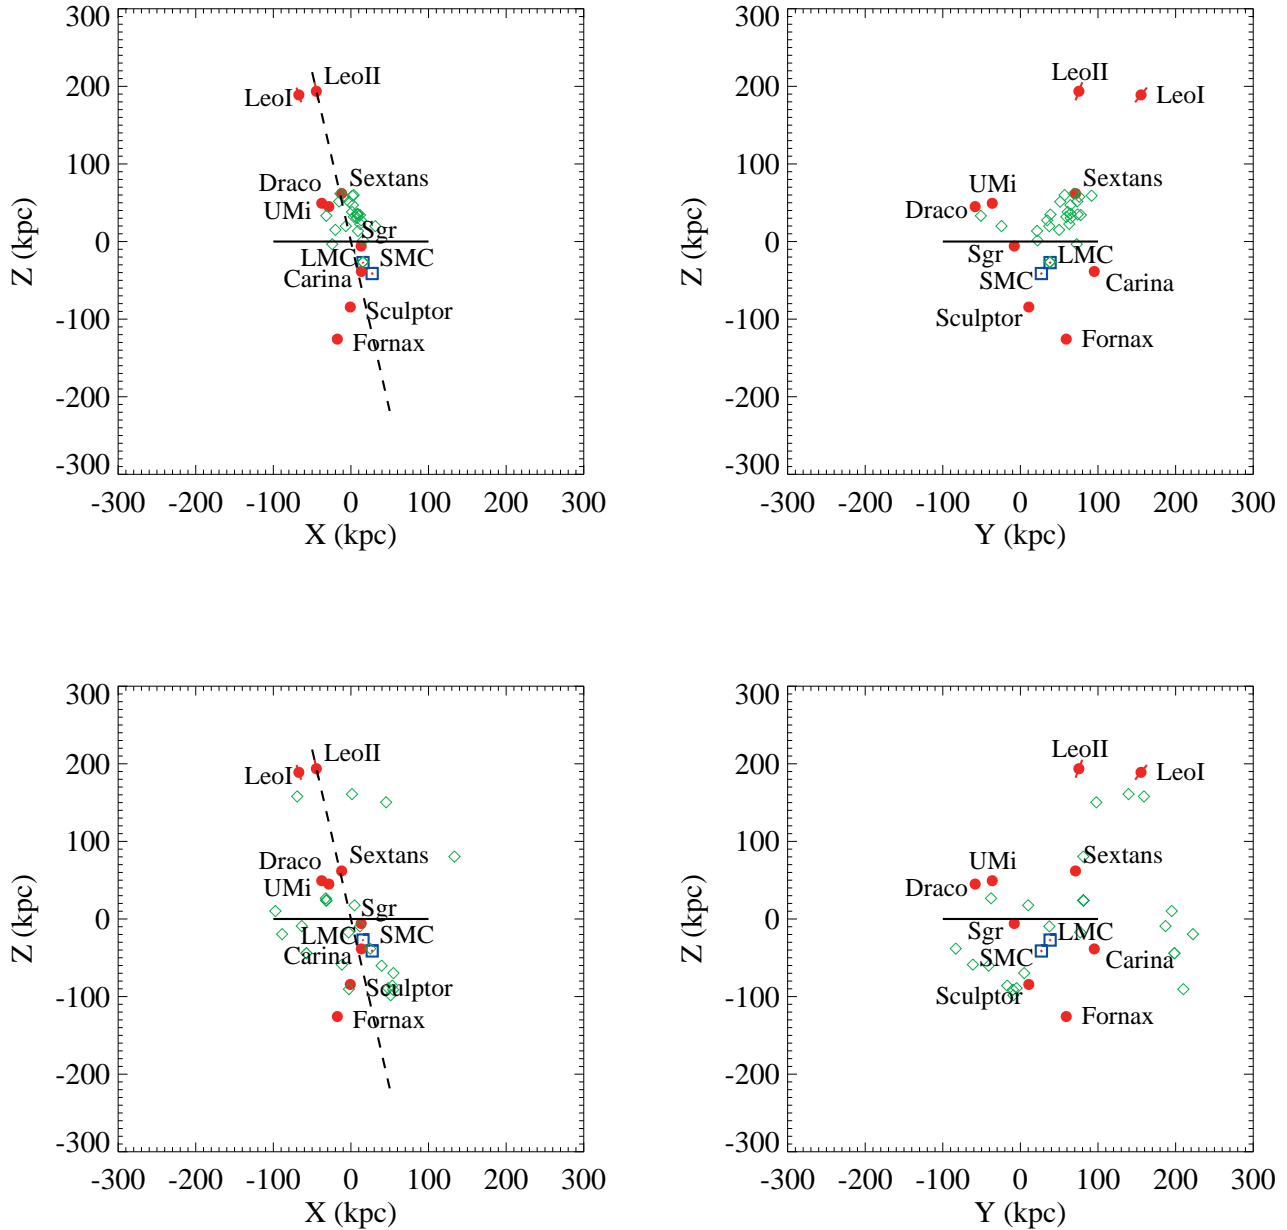 300
200
100
0
-100
-200
-300
Z (kpc)
LeoII
LeoI
Draco
Sextans
UMi
Sgr
LMC
SMC
Carina
Sculptor
Fornax
-300 -200 -100 0 100 200 300
X (kpc)
300
200
100
0
-100
-200
-300
Z (kpc)
LeoII
LeoI
UMi
Sextans
Draco
Sgr
LMC
SMC
Carina
Sculptor
Fornax
-300 -200 -100 0 100 200 300
Y (kpc)
300
200
100
0
-100
-200
-300
Z (kpc)
LeoII
LeoI
Draco
Sextans
UMi
Sgr
LMC
SMC
Carina
Sculptor
Fornax
-300 -200 -100 0 100 200 300
X (kpc)
300
200
100
0
-100
-200
-300
Z (kpc)
LeoII
LeoI
UMi
Sextans
Draco
Sgr
LMC
SMC
Carina
Sculptor
Fornax
-300 -200 -100 0 100 200 300
Y (kpc)